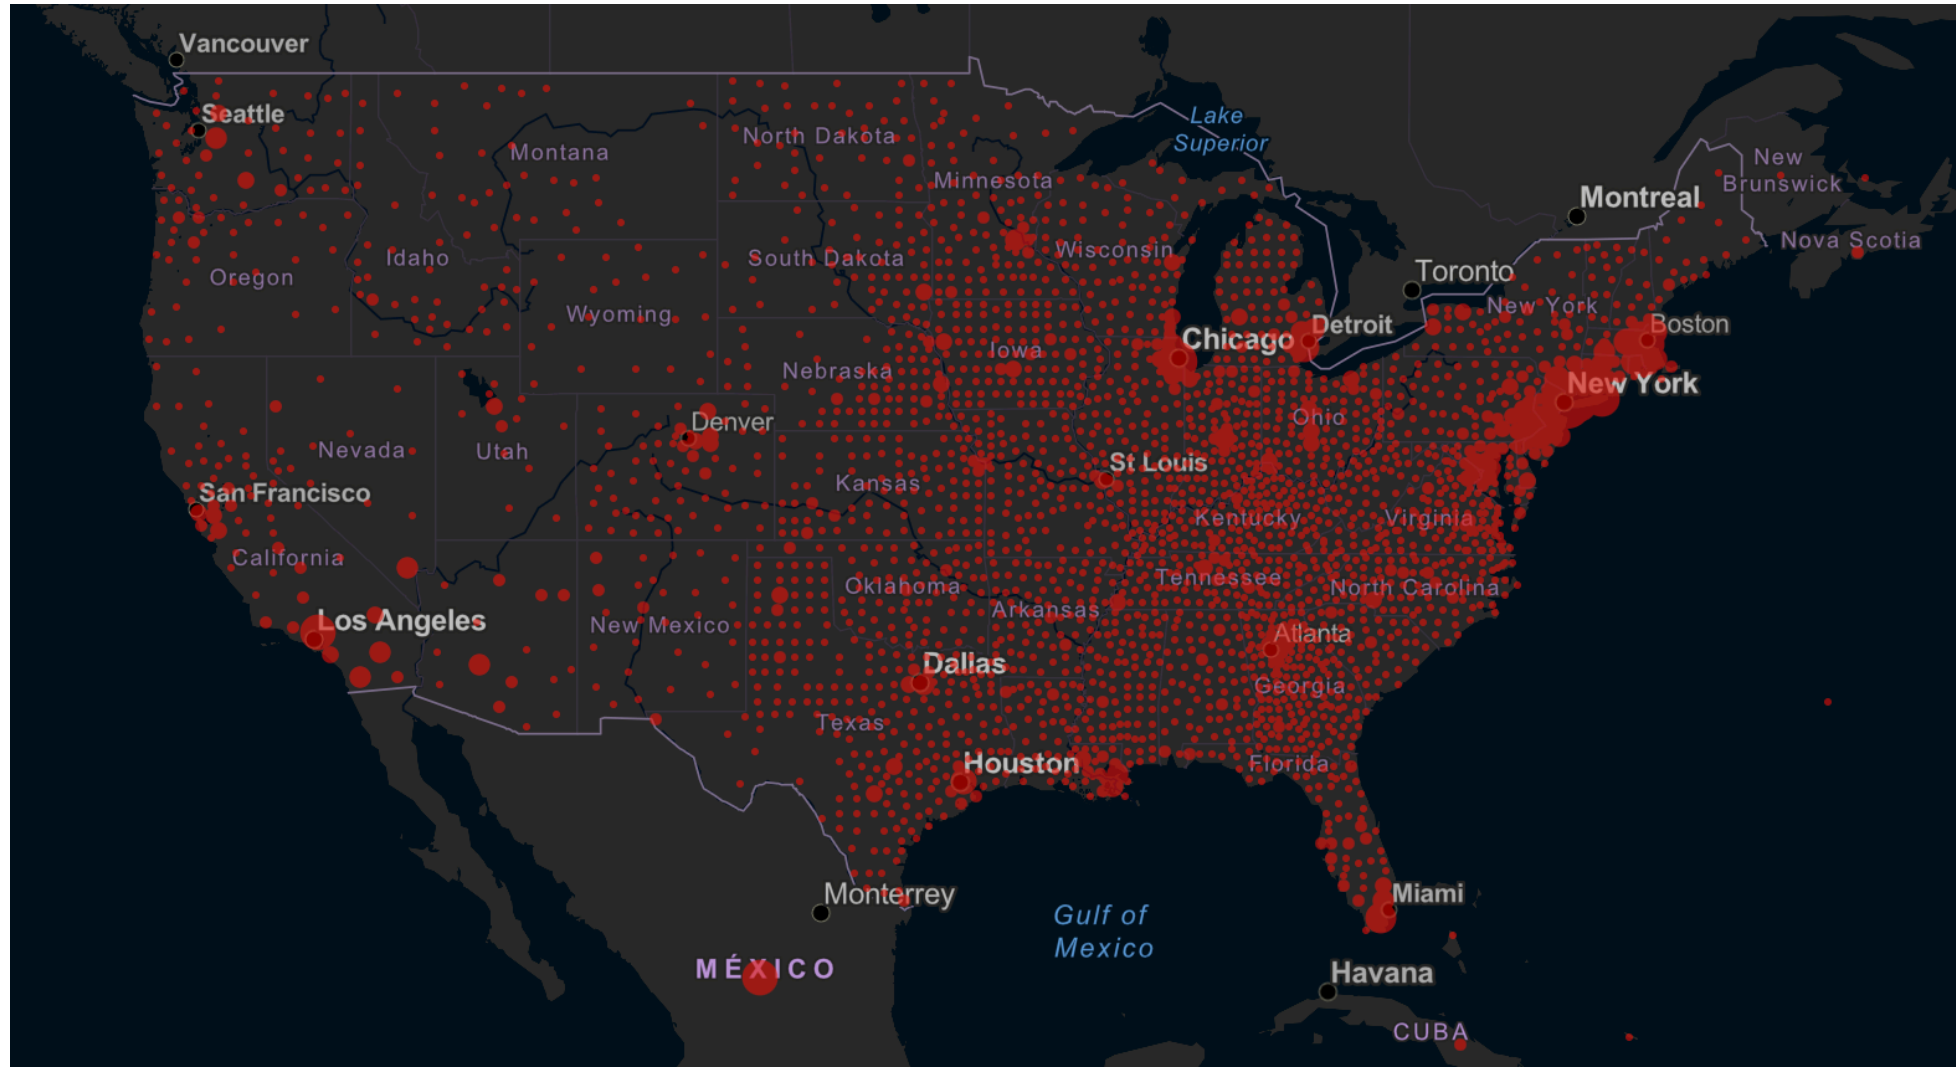 Vancouver
Seattle
Lake
Superior
North Dakota
Montana
Minnesota
New
Brunswick
Montreal
Nova Scotia
Wisconsin
South Dakota
Idaho
Oregon
Toronto
New York
Wyoming
Boston
Detroit
Chicago
Iowa
Nebraska
New York
Ohio
Denver
Nevada
Utah
St Louis
Kansas
San Francisco
Kentucky
Virginia
California
Tennessee
Oklahoma
North Carolina
Arkansas
Los Angeles
New Mexico
Atlanta
Dallas
Georgia
Texas
Houston
Florida
Monterrey
Miami
Gulf of
Mexico
MÉXICO
Havana
CUBA